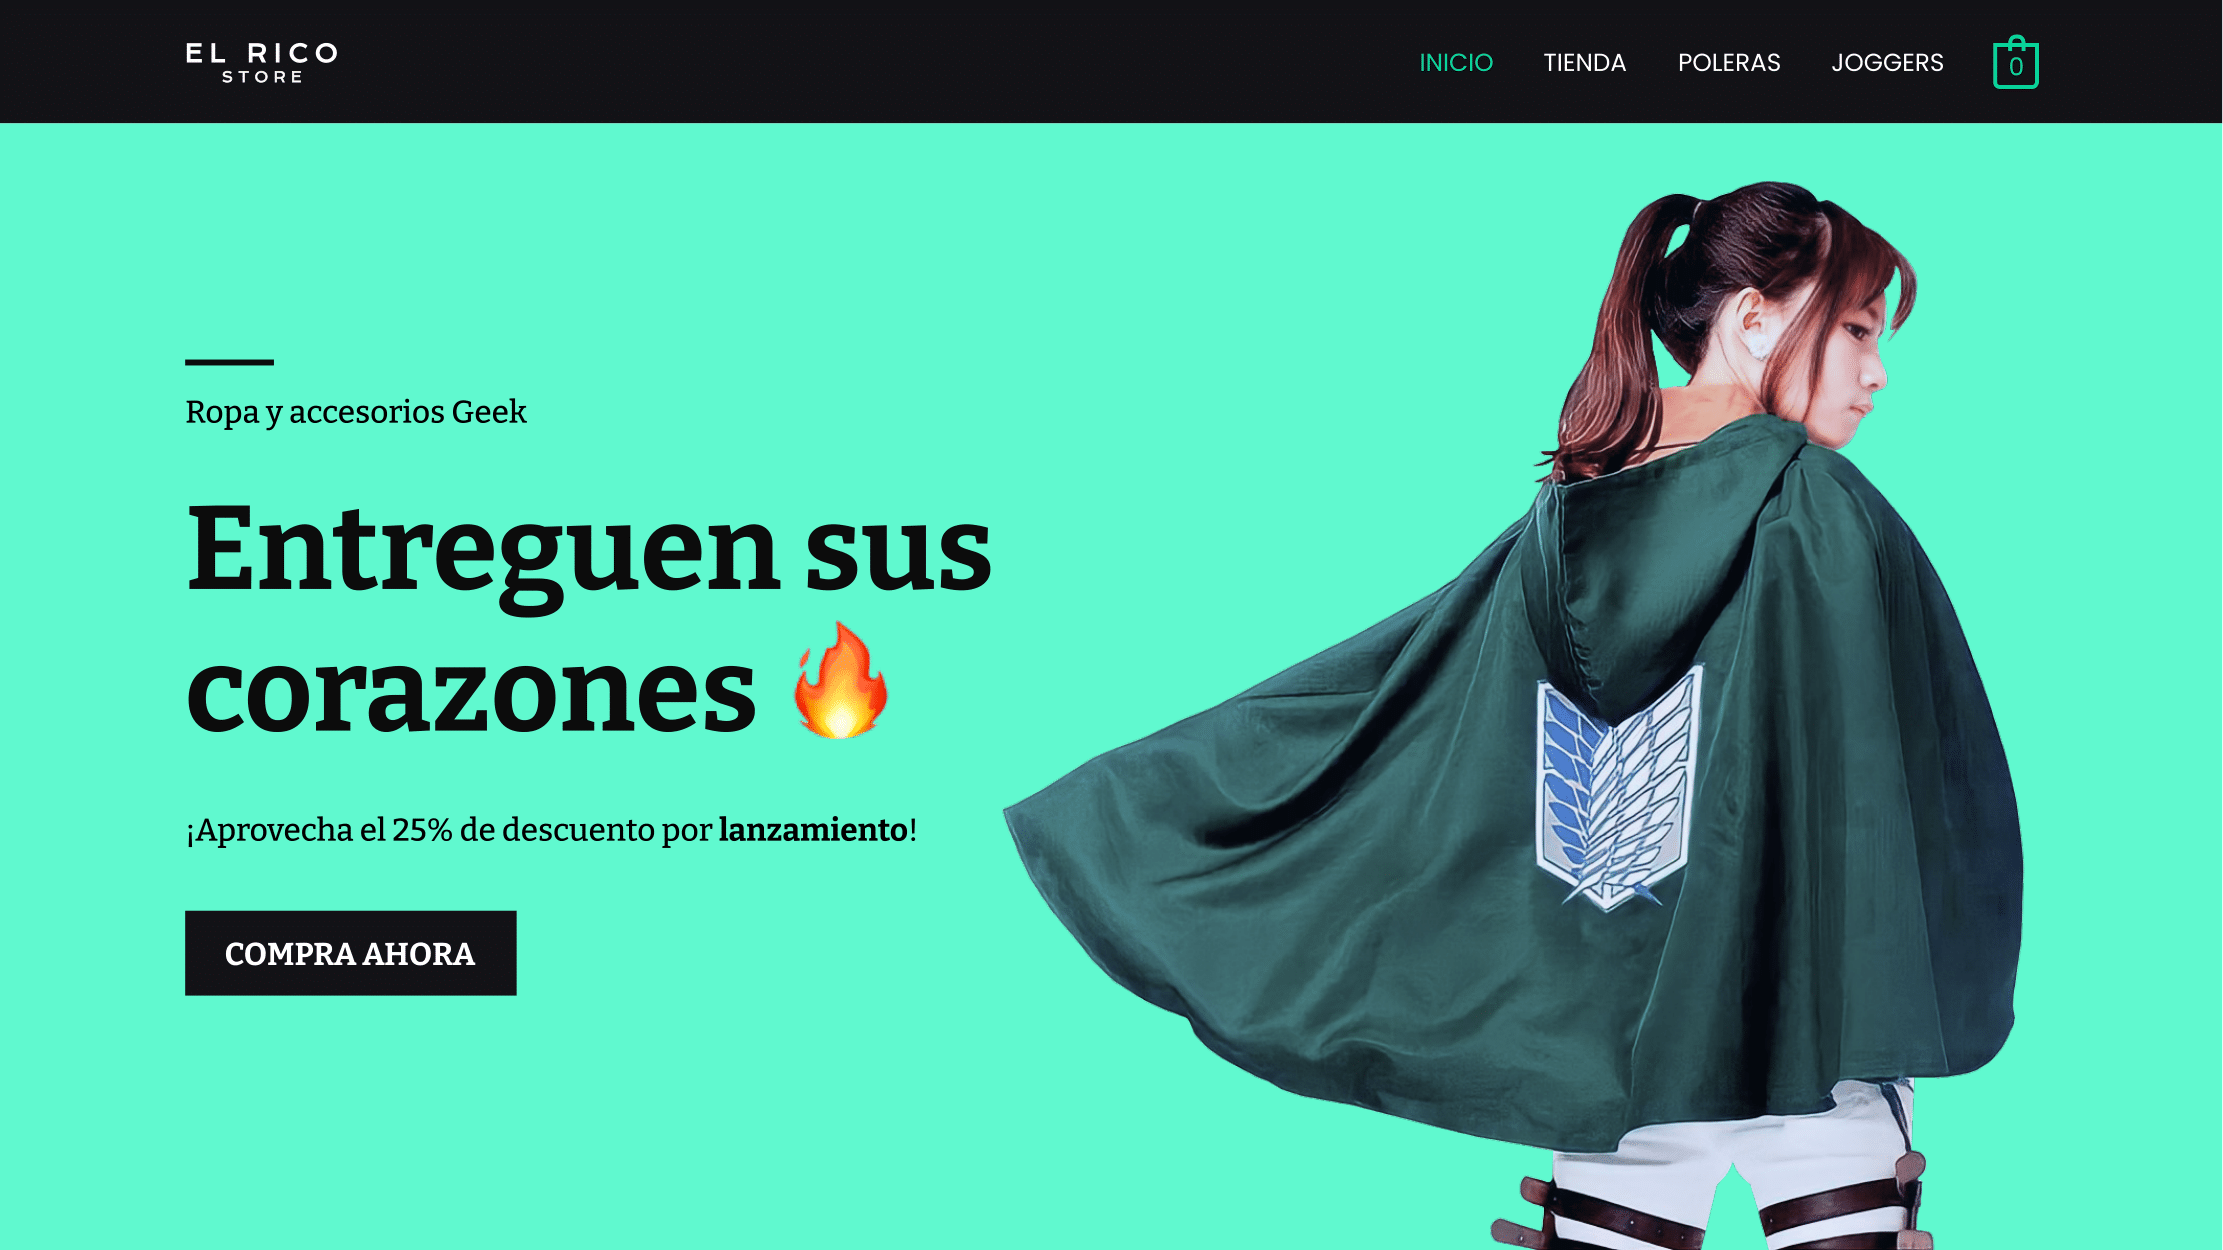 EL RICO
STORE
INICIO TIENDA POLERAS JOGGERS 0
Ropa y accesorios Geek
Entreguen sus
corazones 🔥
¡Aprovecha el 25% de descuento por lanzamiento!
COMPRA AHORA